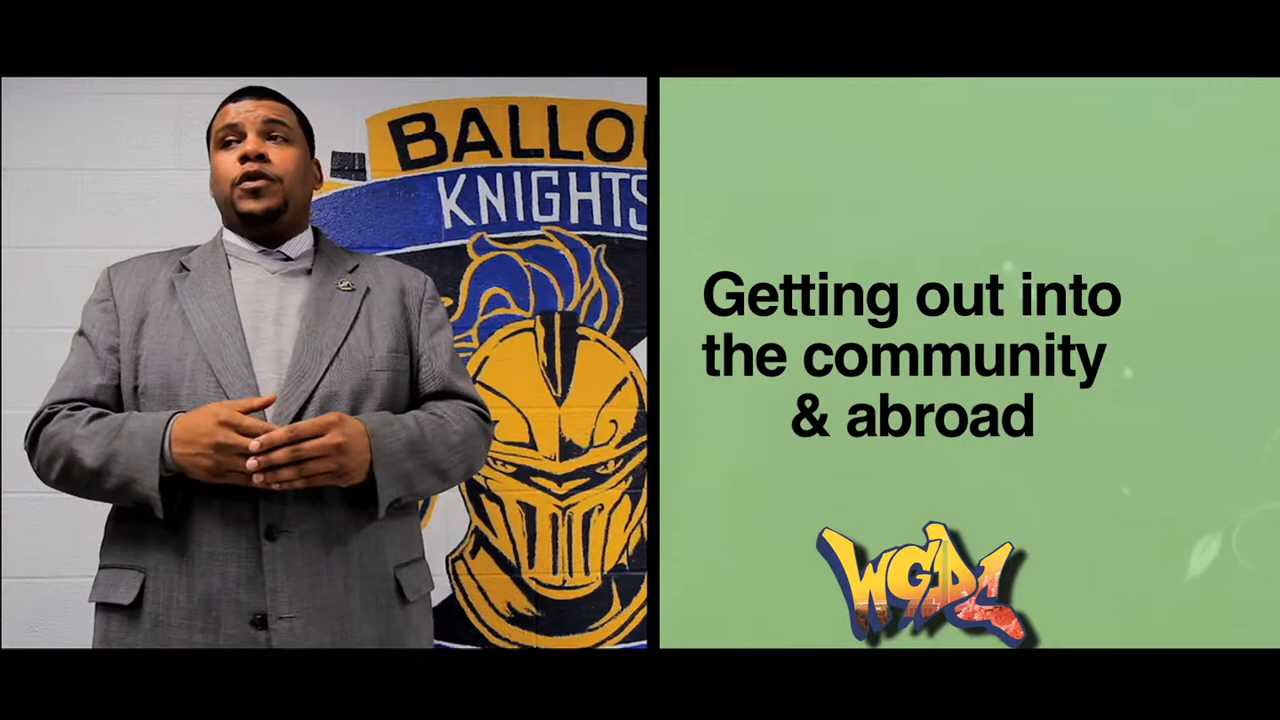 BALLO
KNIGHTS
Getting out into
the community
& abroad
WGDC